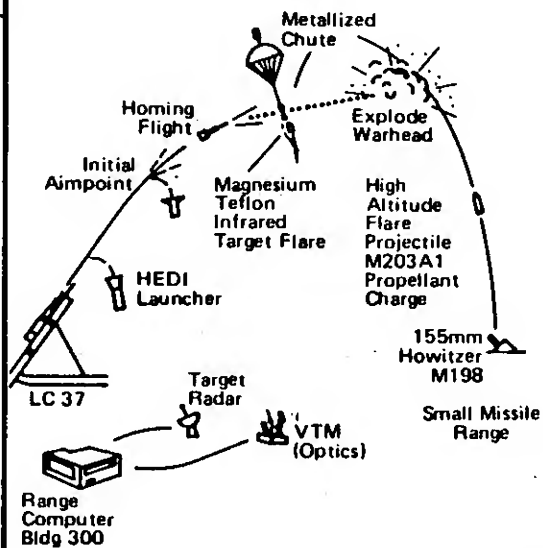 Metallized
Chute
Homing
Flight
Explode
Warhead
Initial
Aimpoint
Magnesium
Teflon
Infrared
Target Flare
High
Altitude
Flare
Projectile
M203A1
Propellant
Charge
HEDI
Launcher
155mm
Howitzer
M198
LC 37
Target
Radar
Small Missile
Range
VTM
(Optics)
Range
Computer
Bldg 300